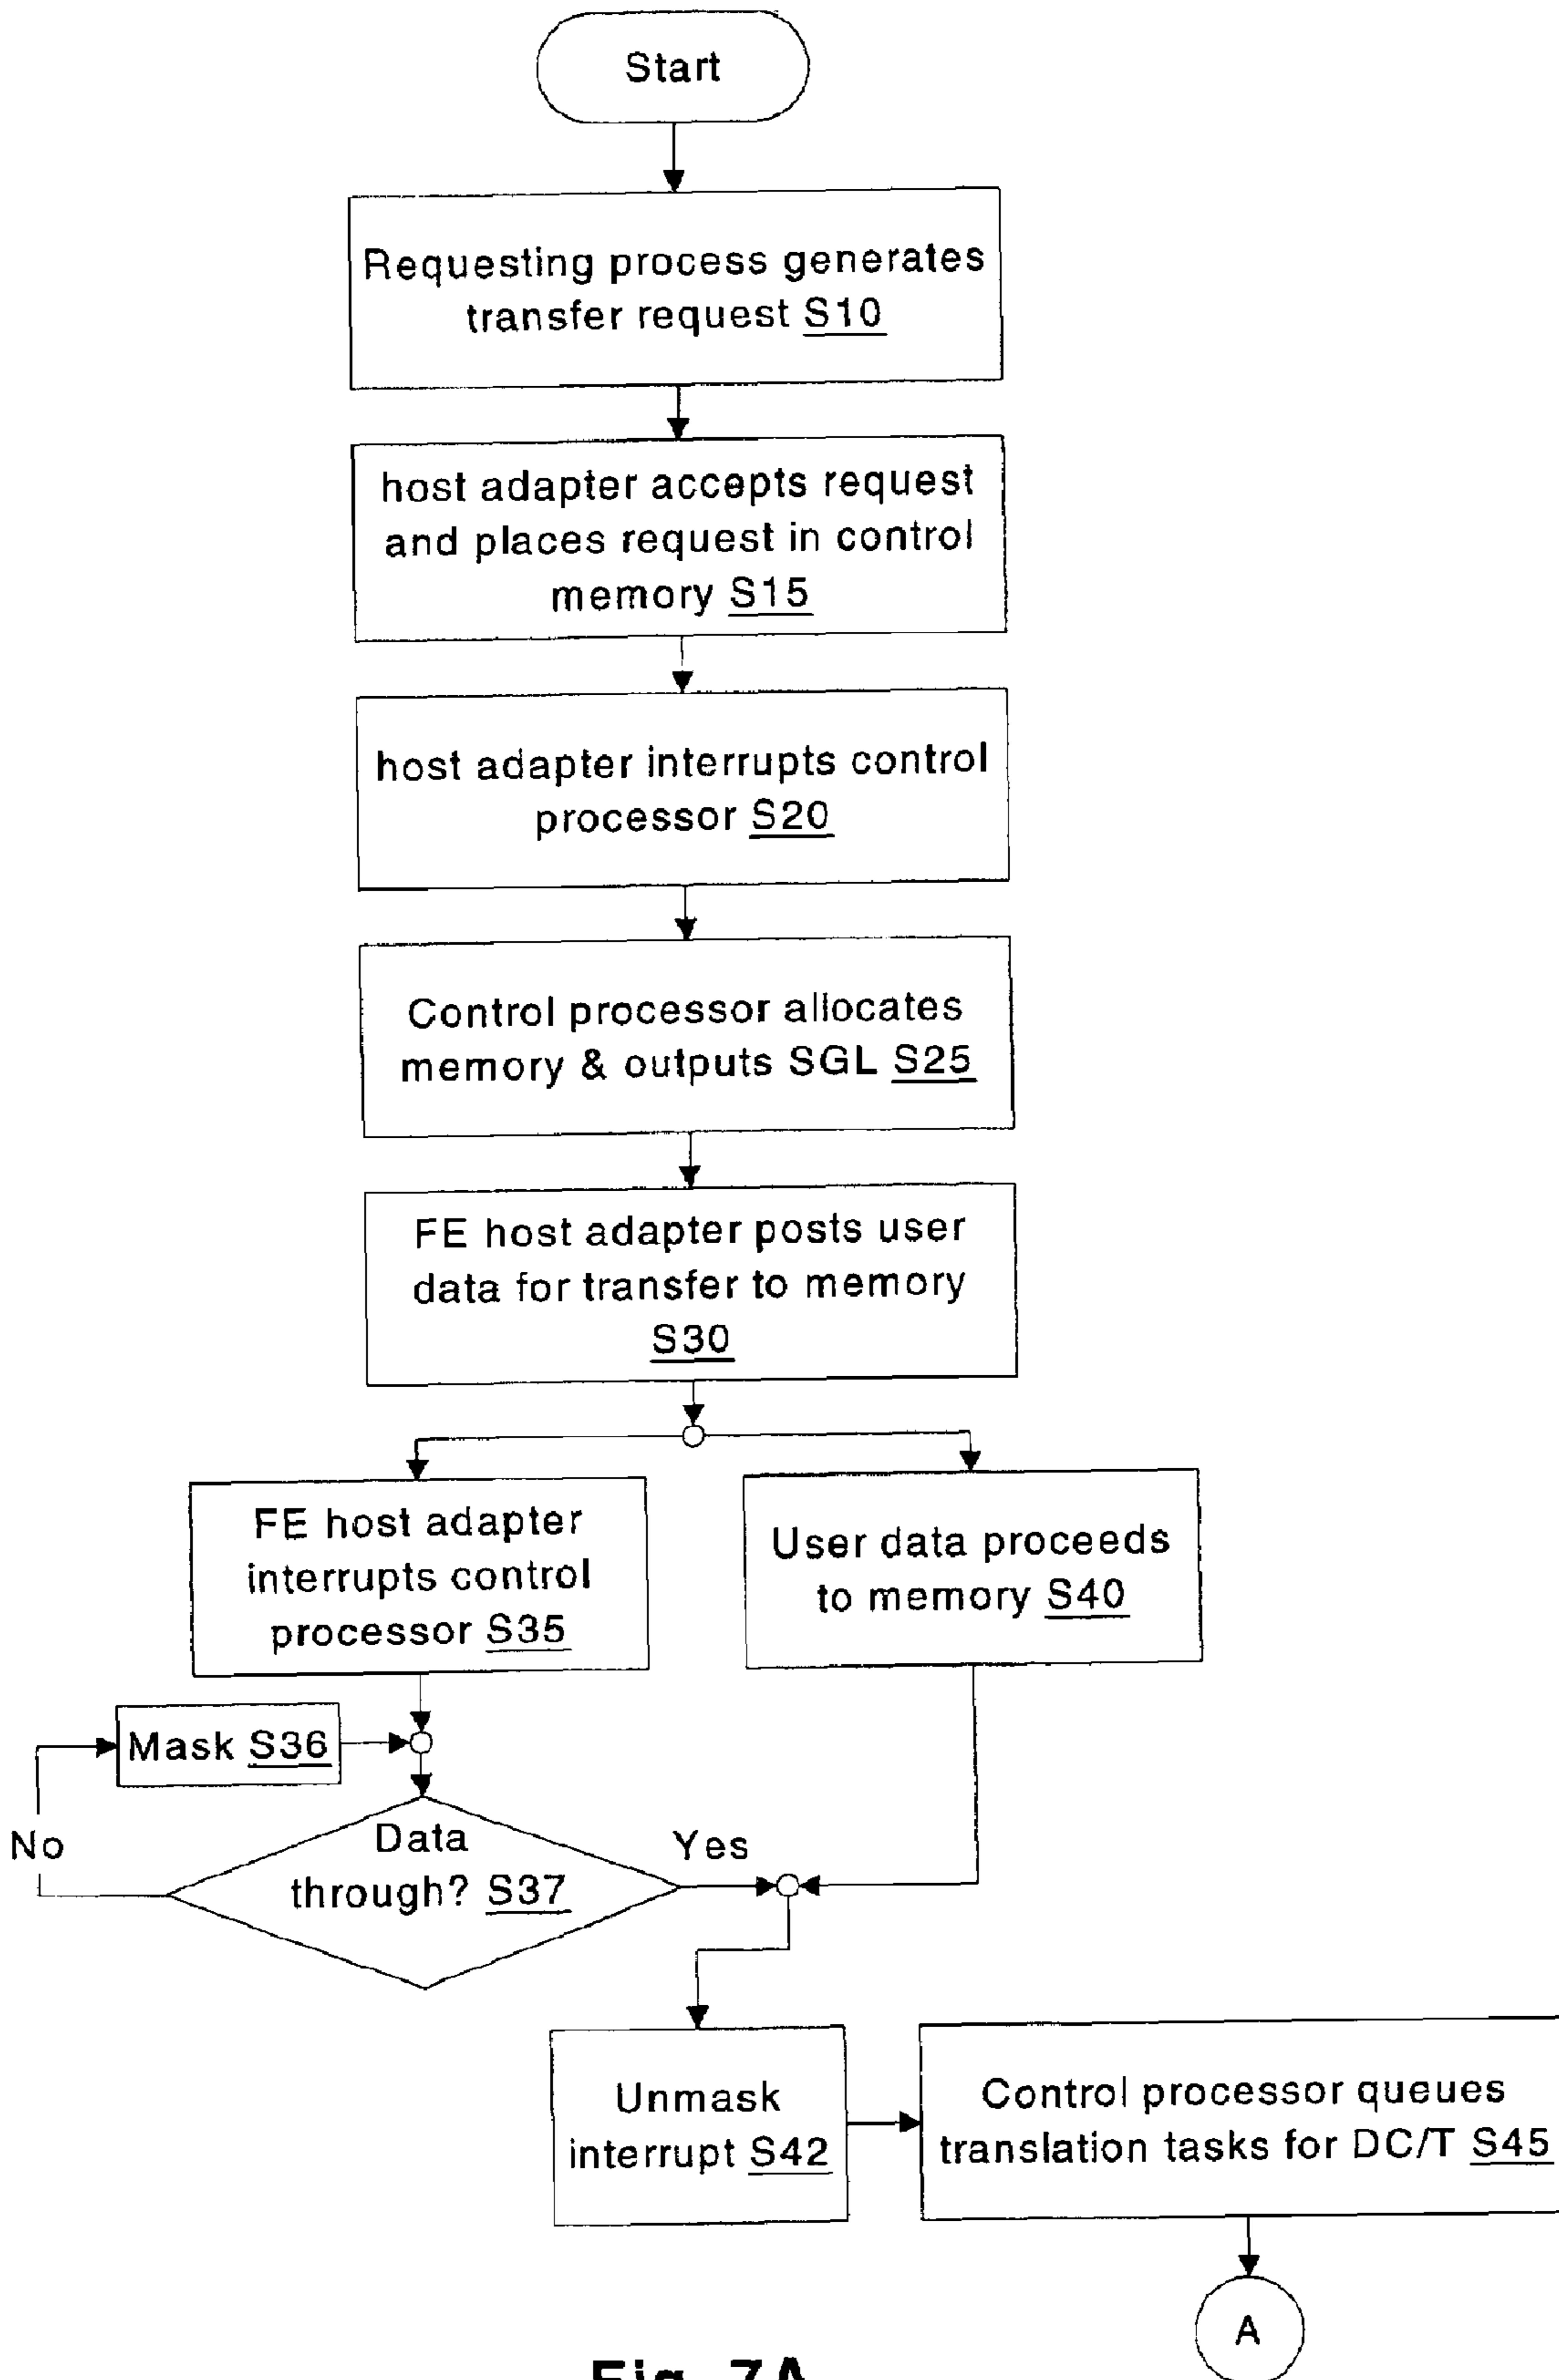 Start
Requesting process generates
transfer request S10
host adapter accepts request
and places request in control
memory S15
host adapter interrupts control
processor S20
Control processor allocates
memory & outputs SGL S25
FE host adapter posts user
data for transfer to memory
S30
FE host adapter
interrupts control
processor S35
User data proceeds
to memory S40
Mask S36
No
Data
through? S37
Yes
Unmask
interrupt S42
Control processor queues
translation tasks for DC/T S45
A
Fig. 7A